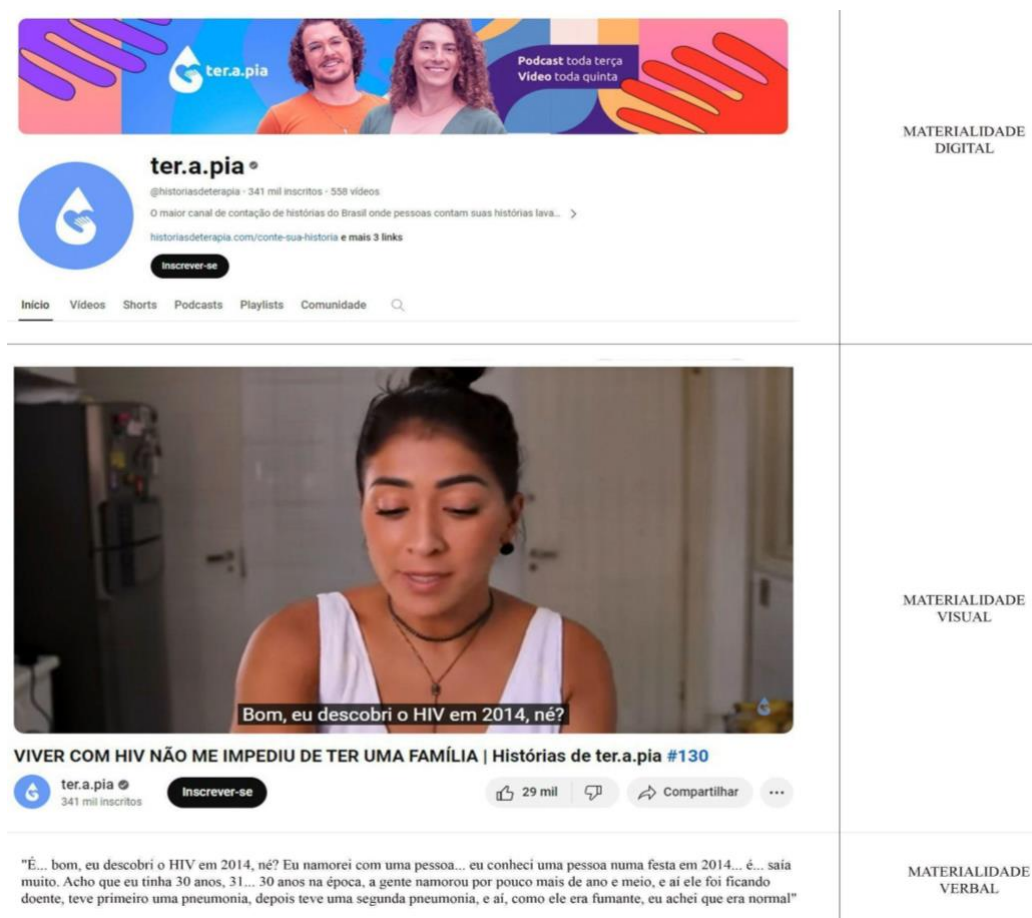 ter.a.pia
Podcast toda terça
Vídeo toda quinta
MATERIALIDADE
DIGITAL
ter.a.pia
@historiasdeterapia · 341 mil inscritos · 558 vídeos
O maior canal de contação de histórias do Brasil onde pessoas contam suas histórias lava...
historiasdeterapia.com/conte-sua-historia e mais 3 links
Inscrever-se
Início Vídeos Shorts Podcasts Playlists Comunidade
MATERIALIDADE
VISUAL
Bom, eu descobri o HIV em 2014, né?
VIVER COM HIV NÃO ME IMPEDIU DE TER UMA FAMÍLIA | Histórias de ter.a.pia #130
ter.a.pia
341 mil inscritos
Inscrever-se
29 mil
Compartilhar
"É... bom, eu descobri o HIV em 2014, né? Eu namorei com uma pessoa... eu conheci uma pessoa numa festa em 2014... é... saía
muito. Acho que eu tinha 30 anos, 31... 30 anos na época, a gente namorou por pouco mais de ano e meio, e aí ele foi ficando
doente, teve primeiro uma pneumonia, depois teve uma segunda pneumonia, e aí, como ele era fumante, eu achei que era normal"
MATERIALIDADE
VERBAL